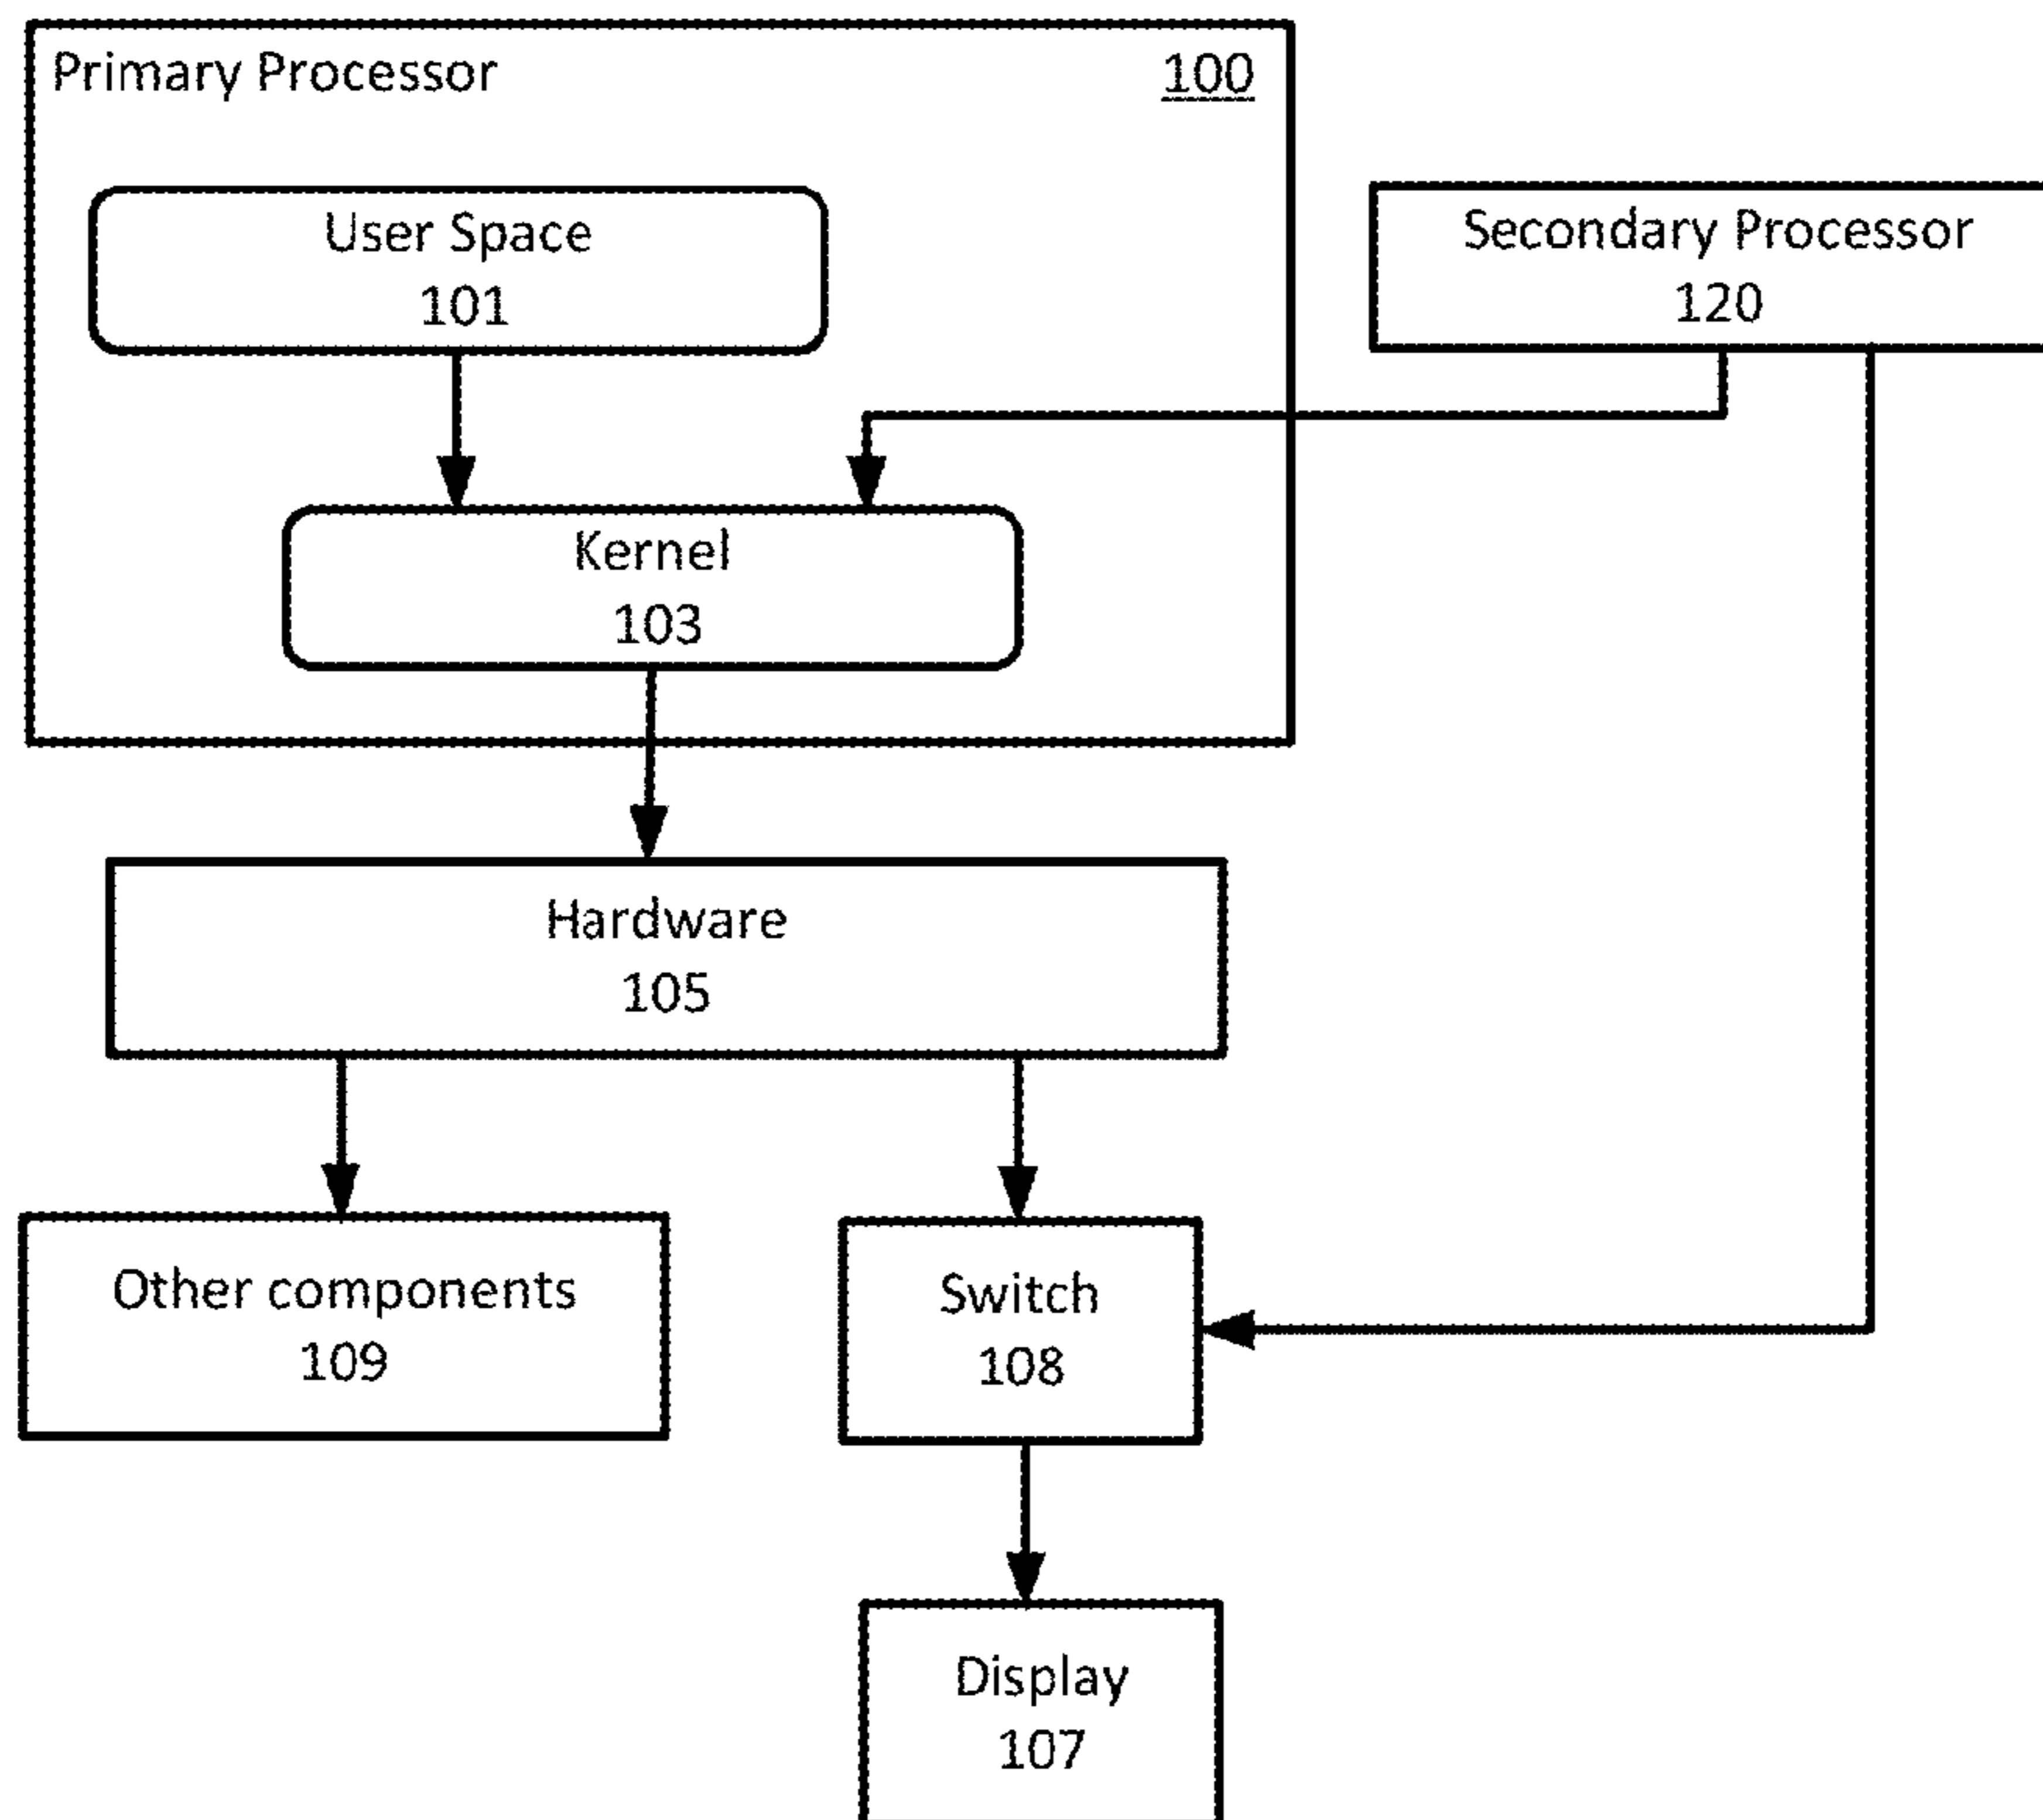 Primary Processor 100
User Space
101
Secondary Processor
120
Kernel
103
Hardware
105
Other components
109
Switch
108
Display
107